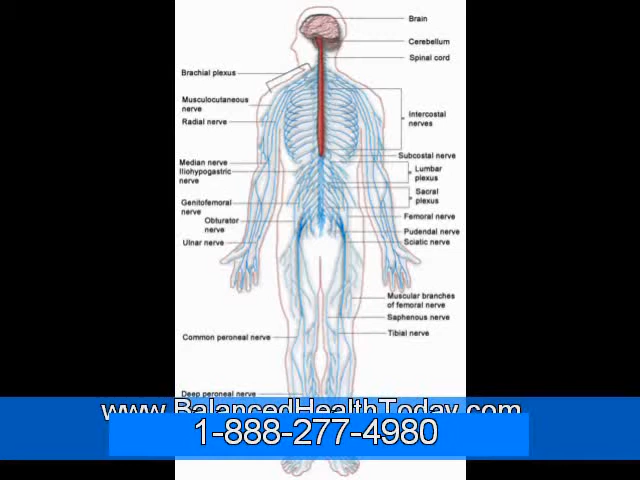 Brain
Cerebellum
Spinal cord
Brachial plexus
Musculocutaneous
nerve
Radial nerve
Intercostal
nerves
Subcostal nerve
Median nerve
Iliohypogastric
nerve
Lumbar
plexus
Sacral
plexus
Genitofemoral
nerve
Obturator
nerve
Ulnar nerve
Femoral nerve
Pudendal nerve
Sciatic nerve
Muscular branches
of femoral nerve
Saphenous nerve
Common peroneal nerve
Tibial nerve
Deep peroneal nerve
www.BalancedHealthToday.com
1-888-277-4980